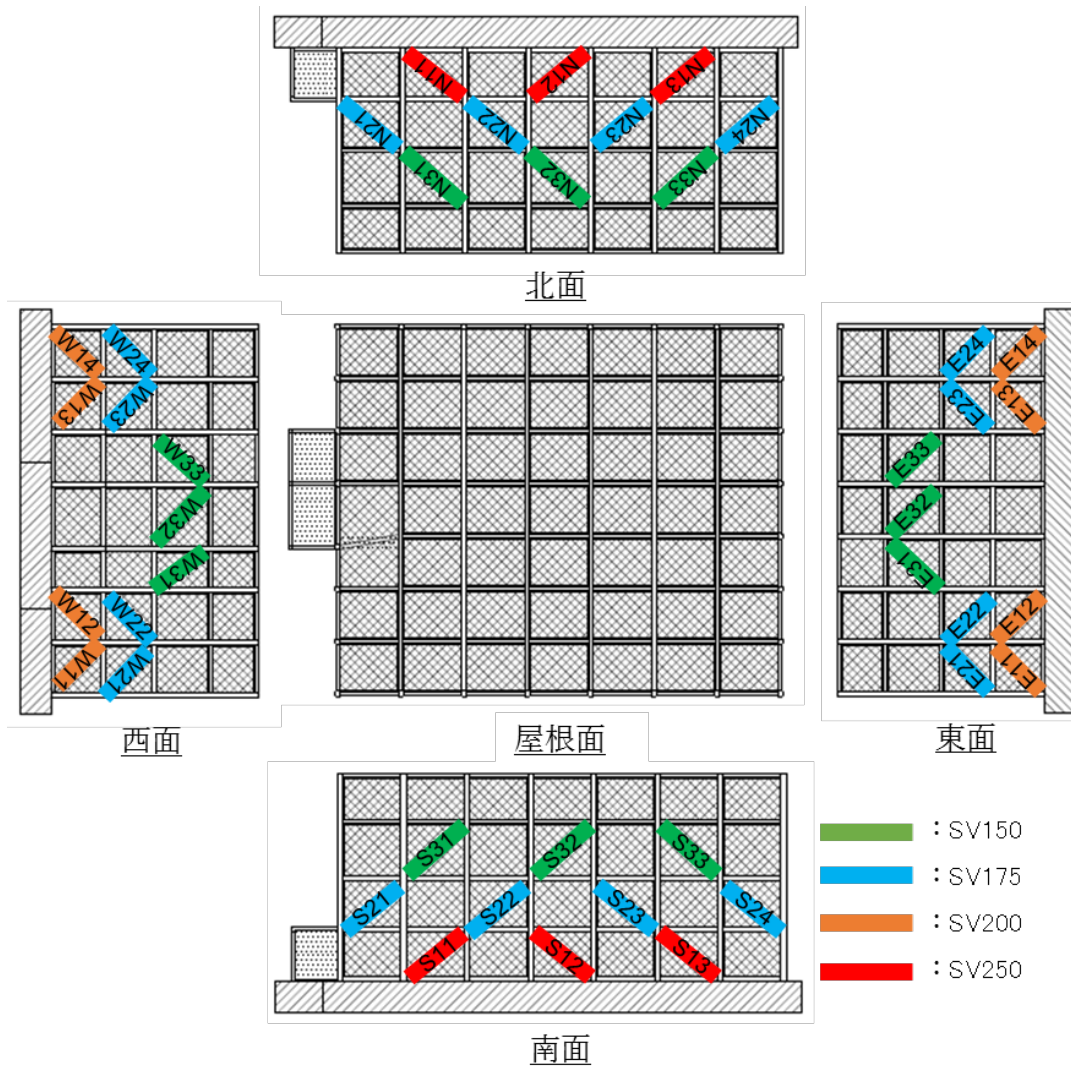 N11
N12
N13
N21
N22
N23
N24
N31
N32
N33
北面
W14
W24
W13
W23
W33
W32
W31
W12
W22
W11
W21
西面
屋根面
E24
E14
E23
E13
E33
E32
E31
E22
E12
E21
E11
東面
S31
S32
S33
S21
S22
S23
S24
S11
S12
S13
南面
：SV150
：SV175
：SV200
：SV250